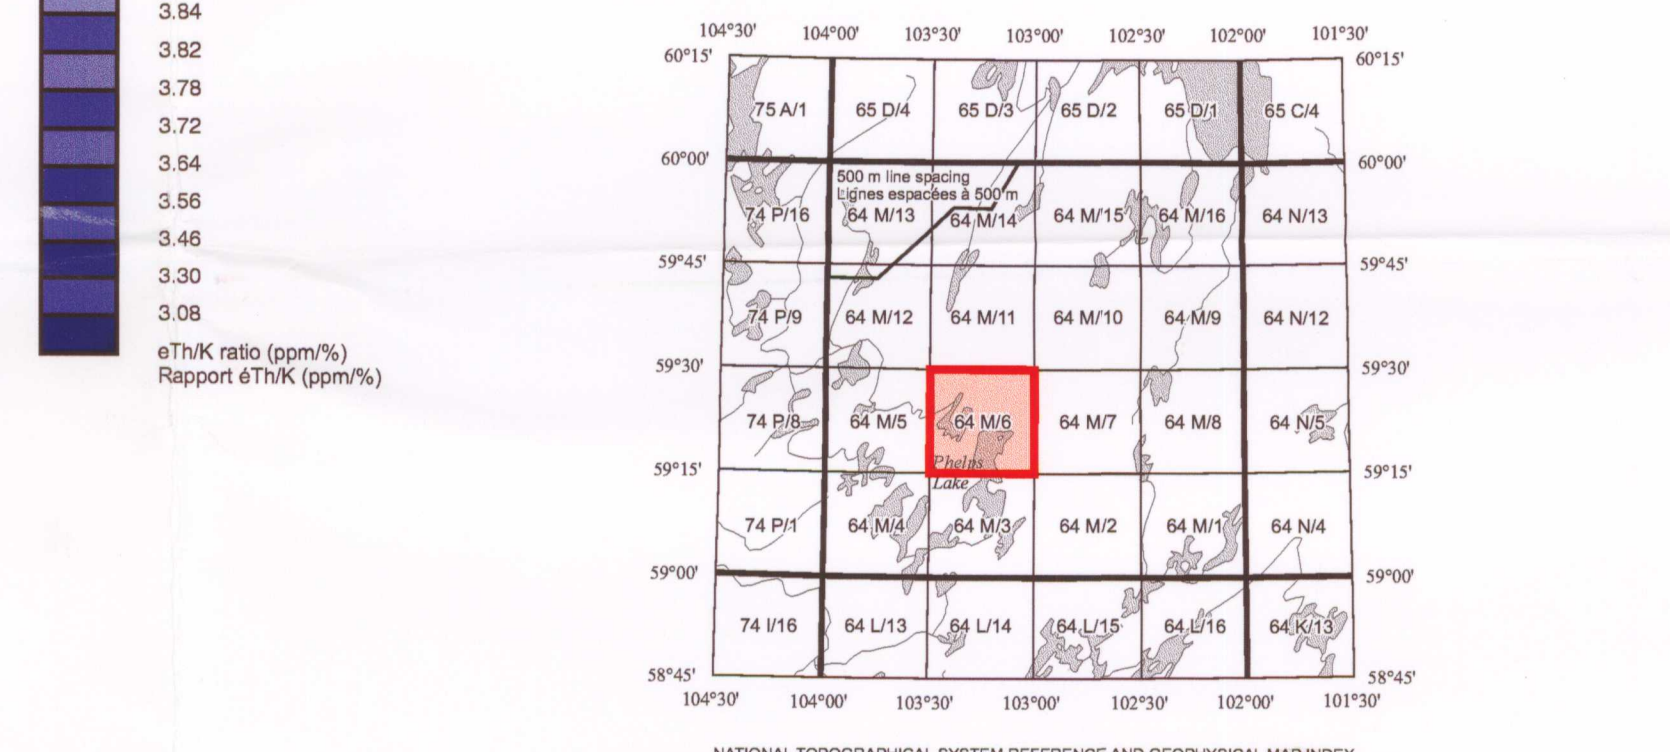 3.84
3.82
3.78
3.72
3.64
3.56
3.46
3.30
3.08
eTh/K ratio (ppm/%)
Rapport éTh/K (ppm/%)
104°30' 104°00' 103°30' 103°00' 102°30' 102°00' 101°30'
60°15' 60°15'
75 A/1 65 D/4 65 D/3 65 D/2 65 D/1 65 C/4
60°00' 60°00'
500 m line spacing
Lignes espacées à 500 m
74 P/16 64 M/13 64 M/14 64 M/15 64 M/16 64 N/13
59°45' 59°45'
74 P/9 64 M/12 64 M/11 64 M/10 64 M/9 64 N/12
59°30' 59°30'
74 P/8 64 M/5 64 M/6 64 M/7 64 M/8 64 N/5
Phelps
59°15' 59°15'
Lake
74 P/1 64 M/4 64 M/3 64 M/2 64 M/1 64 N/4
59°00' 59°00'
74 I/16 64 L/13 64 L/14 64 L/15 64 L/16 64 K/13
58°45' 58°45'
104°30' 104°00' 103°30' 103°00' 102°30' 102°00' 101°30'
NATIONAL TOPOGRAPHICAL SYSTEM REFERENCE AND GEOPHYSICAL MAP INDEX